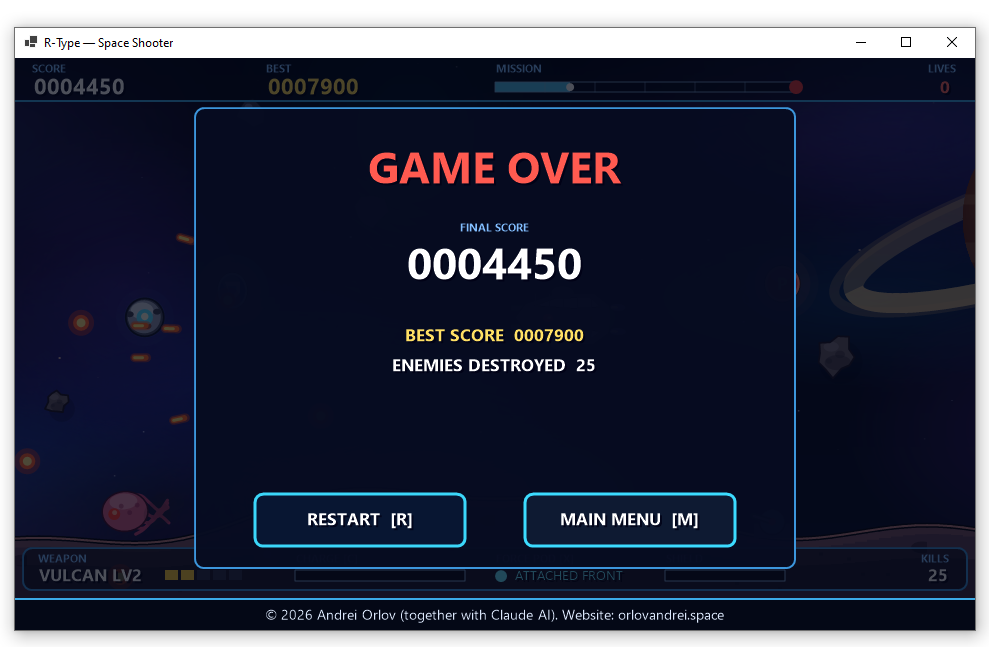 R-Type — Space Shooter
SCORE BEST MISSION LIVES
0004450 0007900 0
GAME OVER
FINAL SCORE
0004450
BEST SCORE 0007900
ENEMIES DESTROYED 25
RESTART [R] MAIN MENU [M]
WEAPON KILLS
VULCAN LV2 ATTACHED FRONT 25
© 2026 Andrei Orlov (together with Claude AI). Website: orlovandrei.space